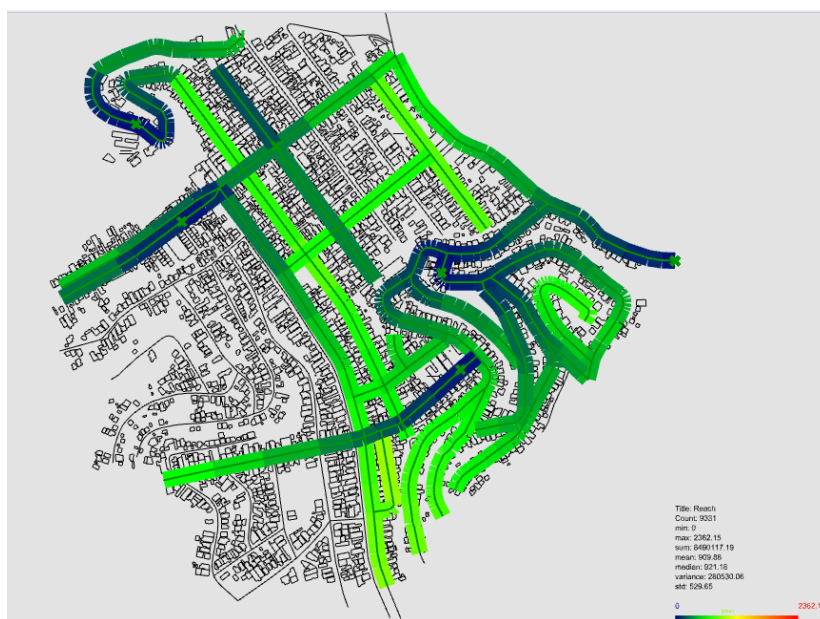 Title: Reach
Count: 9331
min: 0
max: 2362.15
sum: 8490117.19
mean: 909.86
median: 921.18
variance: 280530.06
std: 529.65
0 2362.1